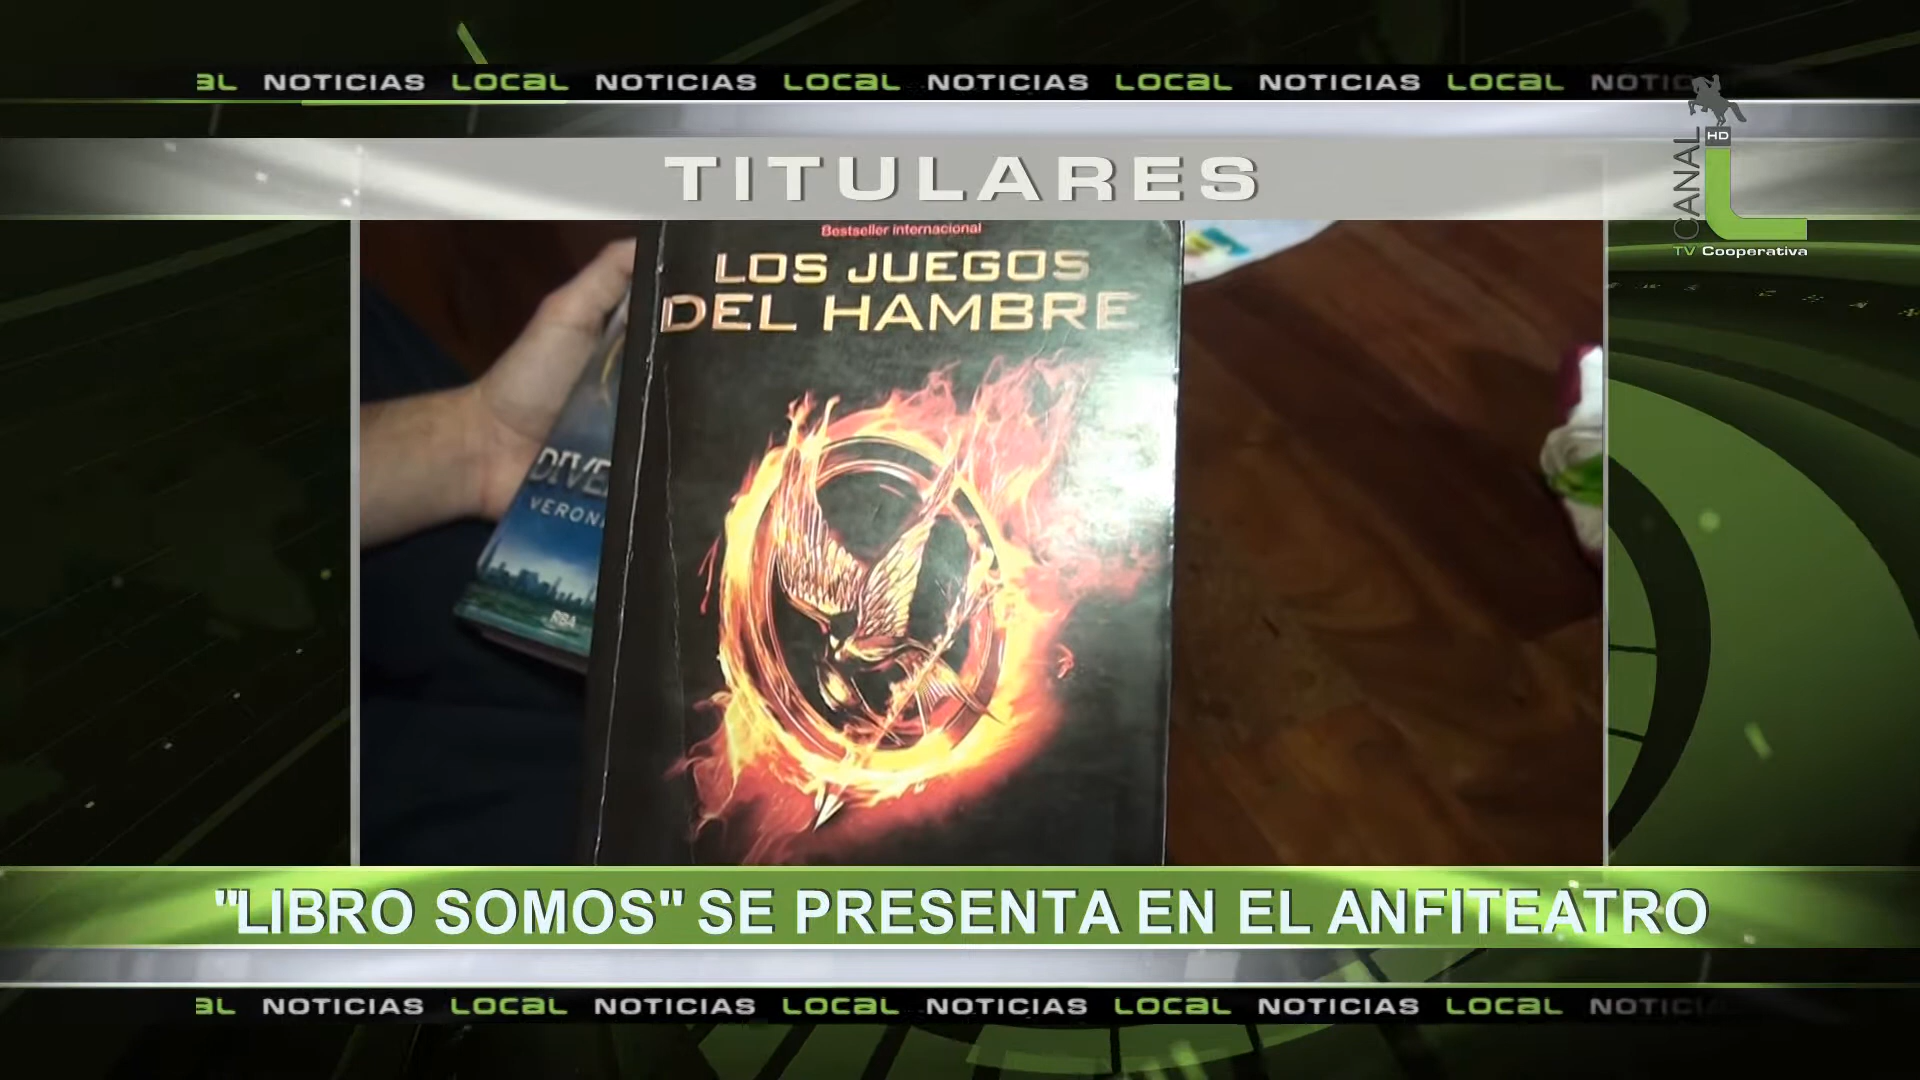 NOTICIAS LOCAL NOTICIAS LOCAL NOTICIAS LOCAL NOTICIAS LOCAL
TITULARES
CANAL
HD
L
TV Cooperativa
Bestseller internacional
LOS JUEGOS
DEL HAMBRE
RBA
"LIBRO SOMOS" SE PRESENTA EN EL ANFITEATRO
NOTICIAS LOCAL NOTICIAS LOCAL NOTICIAS LOCAL NOTICIAS LOCAL